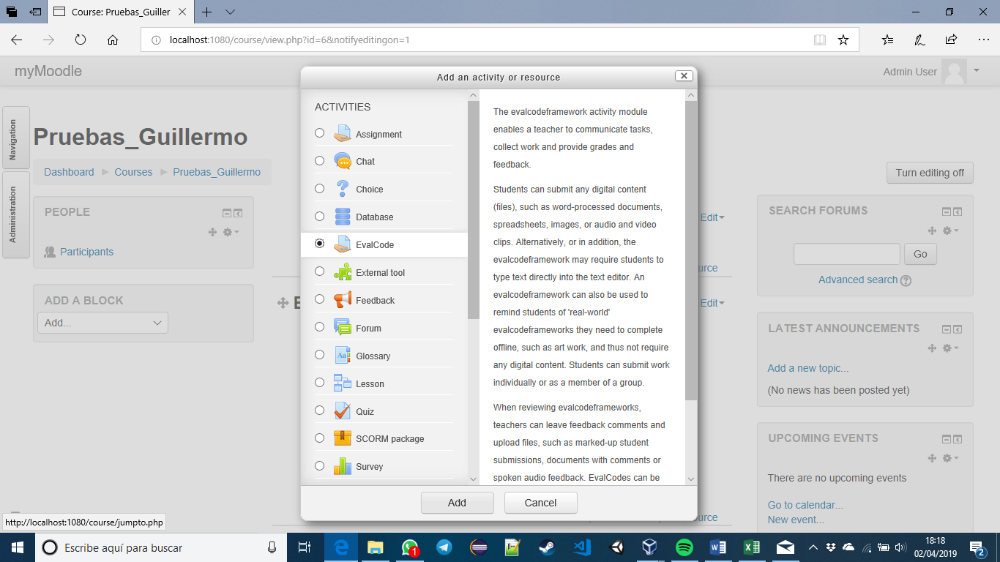 Course: Pruebas_Guiller
localhost:1080/course/view.php?id=6&notifyeditingon=1
myMoodle
Admin User
Navigation
Administration
Pruebas_Guillermo
Dashboard Courses Pruebas_Guillermo
Turn editing off
PEOPLE
Participants
ADD A BLOCK
Add...
Edit
Edit
Add an activity or resource
ACTIVITIES
Assignment
Chat
Choice
Database
EvalCode
External tool
Feedback
Forum
Glossary
Lesson
Quiz
SCORM package
Survey
The evalcodeframework activity module
enables a teacher to communicate tasks,
collect work and provide grades and
feedback.
Students can submit any digital content
(files), such as word-processed documents,
spreadsheets, images, or audio and video
clips. Alternatively, or in addition, the
evalcodeframework may require students to
type text directly into the text editor. An
evalcodeframework can also be used to
remind students of 'real-world'
evalcodeframeworks they need to complete
offline, such as art work, and thus not require
any digital content. Students can submit work
individually or as a member of a group.
When reviewing evalcodeframeworks,
teachers can leave feedback comments and
upload files, such as marked-up student
submissions, documents with comments or
spoken audio feedback. EvalCodes can be
Add
Cancel
SEARCH FORUMS
Go
Advanced search
LATEST ANNOUNCEMENTS
Add a new topic...
(No news has been posted yet)
UPCOMING EVENTS
There are no upcoming events
Go to calendar...
New event...
http://localhost:1080/course/jumpto.php
Escribe aquí para buscar
1
18:18
02/04/2019
2